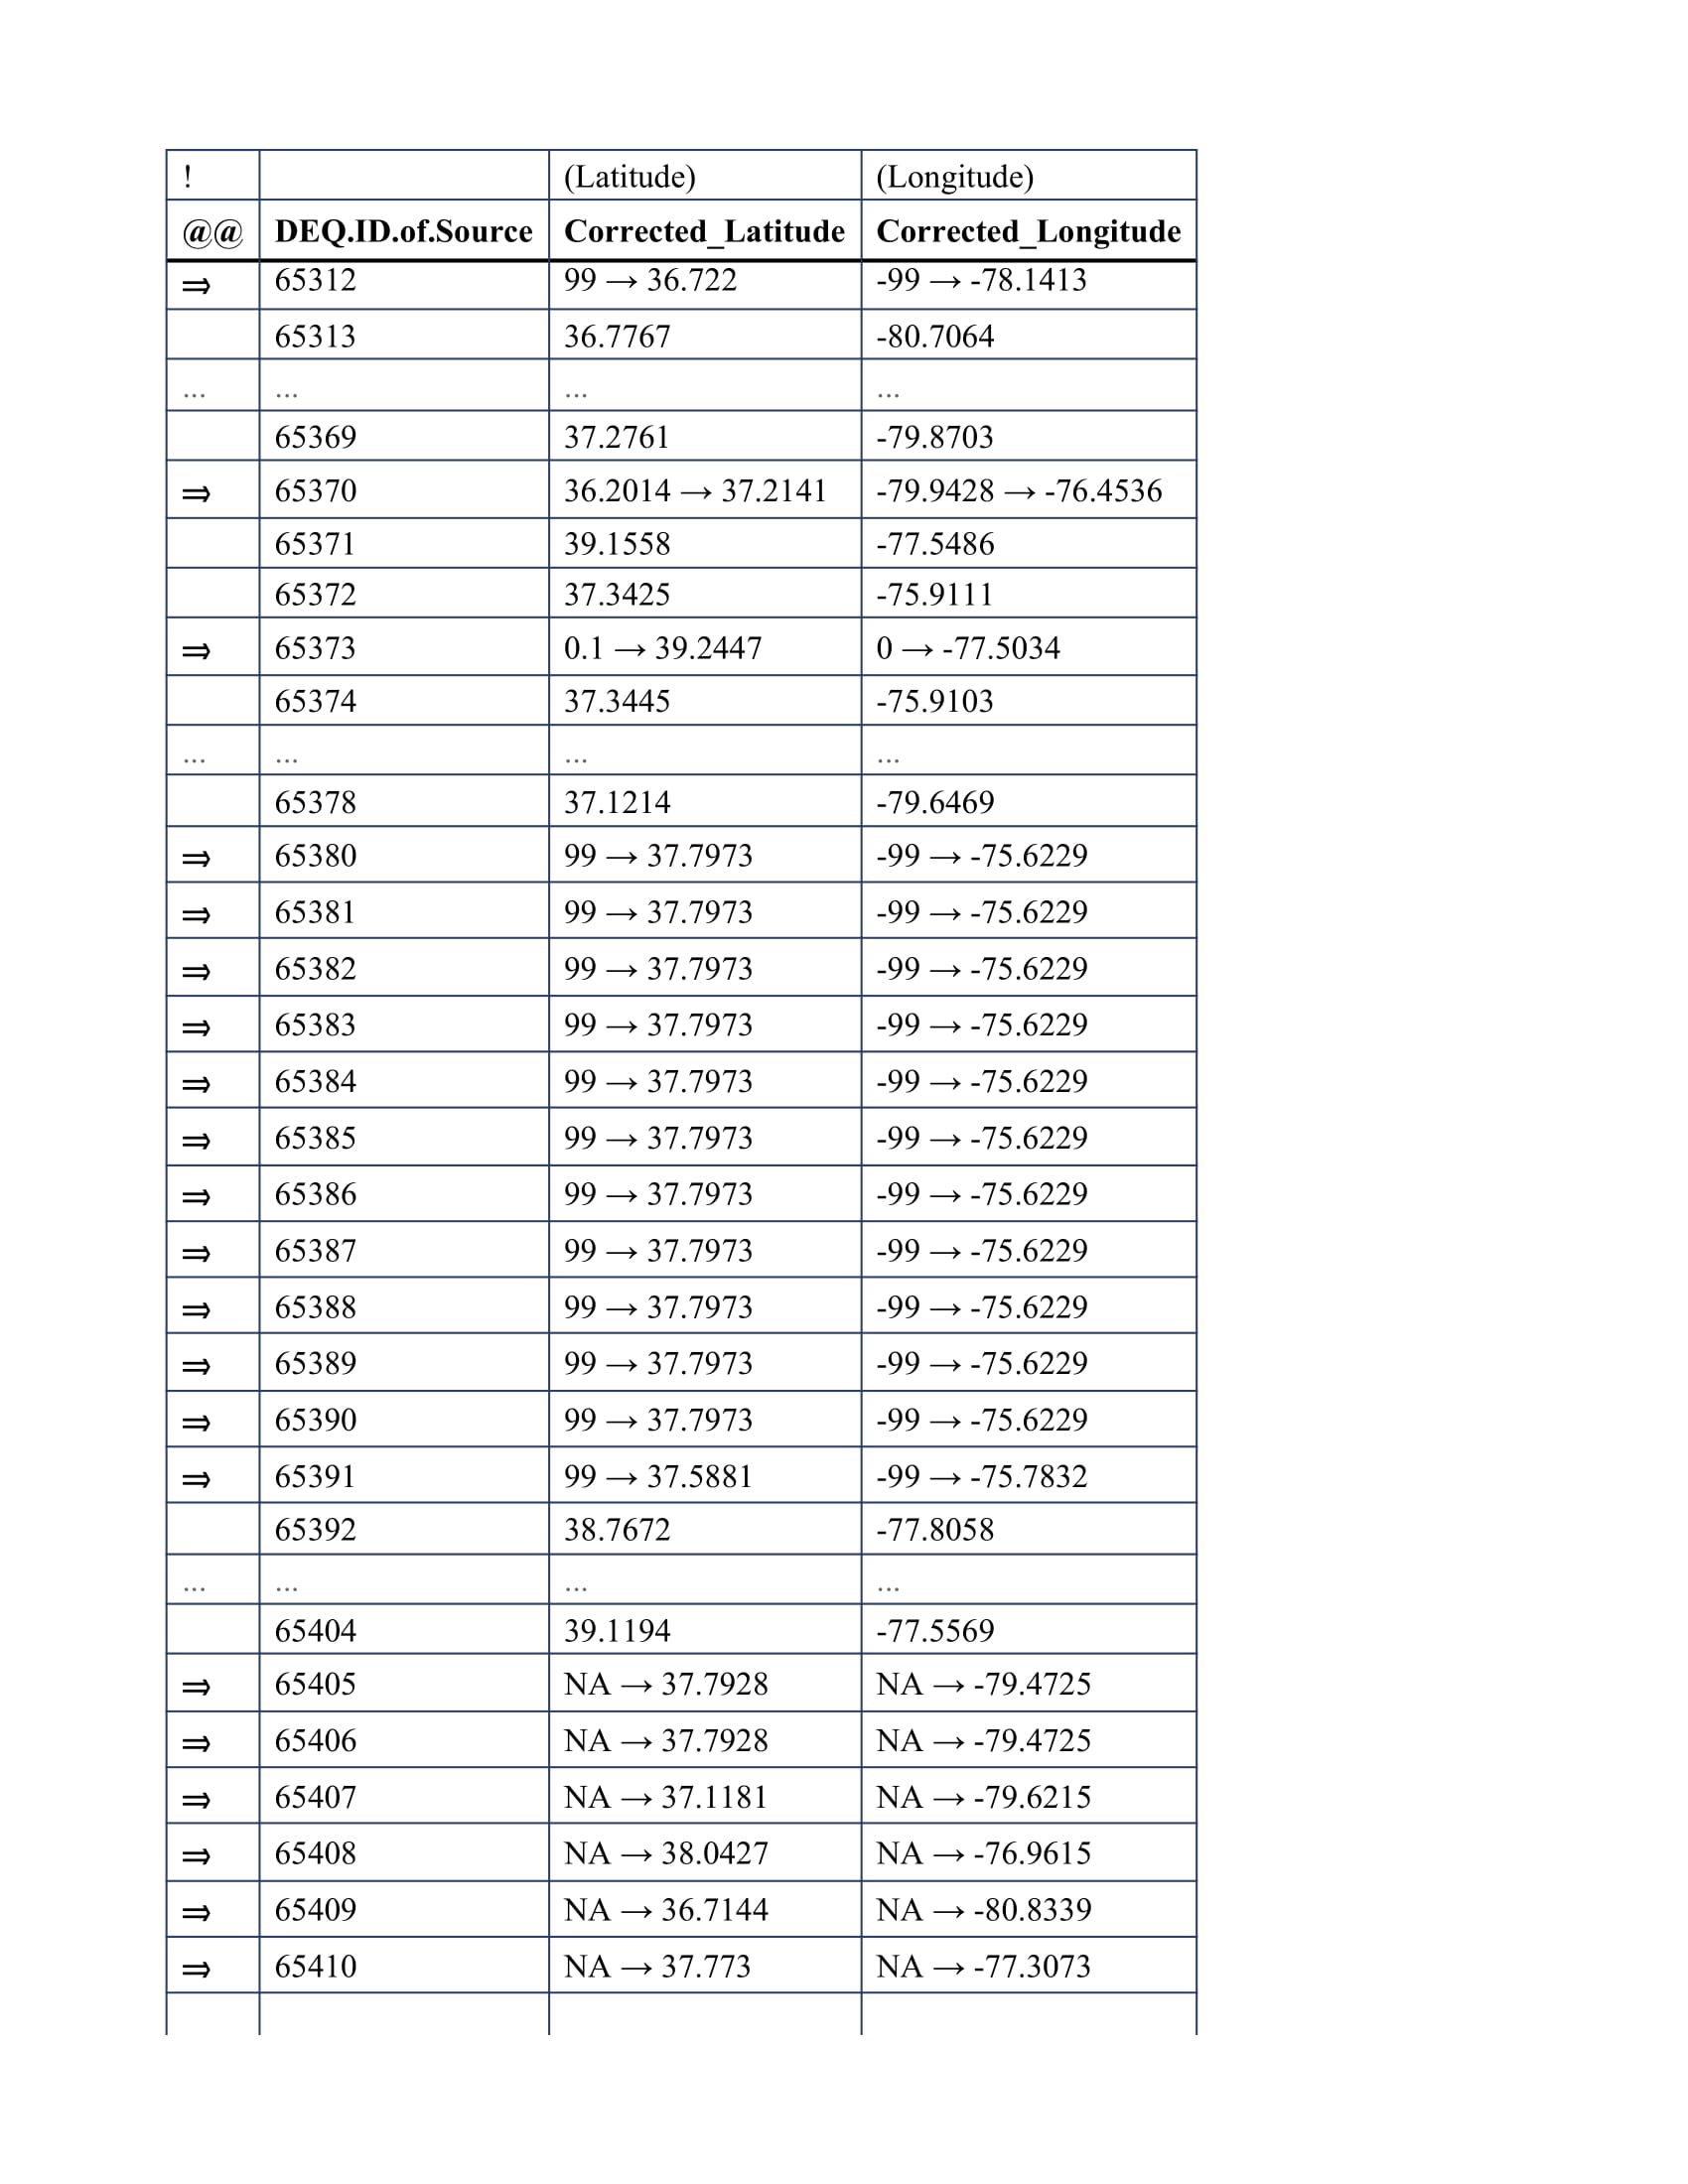 ! (Latitude) (Longitude)
@@ DEQ.ID.of.Source Corrected_Latitude Corrected_Longitude
⇒ 65312 99 → 36.722 -99 → -78.1413
65313 36.7767 -80.7064
... ... ... ...
65369 37.2761 -79.8703
⇒ 65370 36.2014 → 37.2141 -79.9428 → -76.4536
65371 39.1558 -77.5486
65372 37.3425 -75.9111
⇒ 65373 0.1 → 39.2447 0 → -77.5034
65374 37.3445 -75.9103
... ... ... ...
65378 37.1214 -79.6469
⇒ 65380 99 → 37.7973 -99 → -75.6229
⇒ 65381 99 → 37.7973 -99 → -75.6229
⇒ 65382 99 → 37.7973 -99 → -75.6229
⇒ 65383 99 → 37.7973 -99 → -75.6229
⇒ 65384 99 → 37.7973 -99 → -75.6229
⇒ 65385 99 → 37.7973 -99 → -75.6229
⇒ 65386 99 → 37.7973 -99 → -75.6229
⇒ 65387 99 → 37.7973 -99 → -75.6229
⇒ 65388 99 → 37.7973 -99 → -75.6229
⇒ 65389 99 → 37.7973 -99 → -75.6229
⇒ 65390 99 → 37.7973 -99 → -75.6229
⇒ 65391 99 → 37.5881 -99 → -75.7832
65392 38.7672 -77.8058
... ... ... ...
65404 39.1194 -77.5569
⇒ 65405 NA → 37.7928 NA → -79.4725
⇒ 65406 NA → 37.7928 NA → -79.4725
⇒ 65407 NA → 37.1181 NA → -79.6215
⇒ 65408 NA → 38.0427 NA → -76.9615
⇒ 65409 NA → 36.7144 NA → -80.8339
⇒ 65410 NA → 37.773 NA → -77.3073